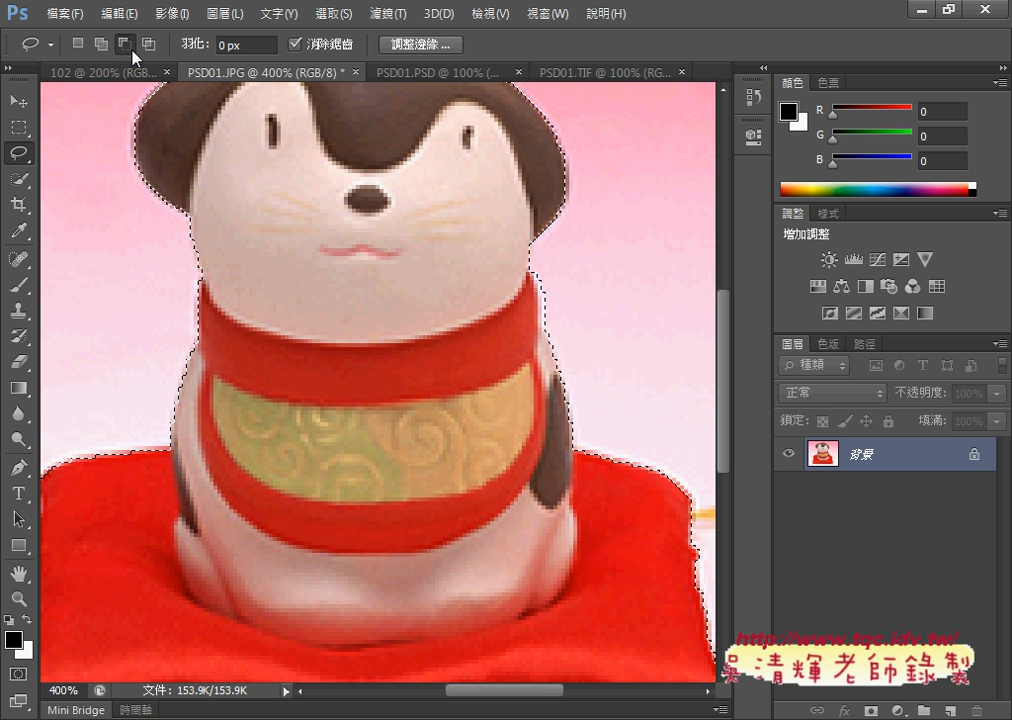 Ps 檔案(F) 編輯(E) 影像(I) 圖層(L) 文字(Y) 選取(S) 濾鏡(T) 3D(D) 檢視(V) 視窗(W) 說明(H)
羽化: 0 px 消除鋸齒 調整邊緣 ...
102 @ 200% (RGB... × PSD01.JPG @ 400% (RGB/8) * × PSD01.PSD @ 100% (... × PSD01.TIF @ 100% (RG... ×
顏色 色票
R 0
G 0
B 0
調整 樣式
增加調整
圖層 色版 路徑
種類
正常 不透明度: 100%
鎖定: 填滿: 100%
背景
http://www.tqc.idv.tw/
吳清輝老師錄製
400% 文件: 153.9K/153.9K
Mini Bridge 時間軸